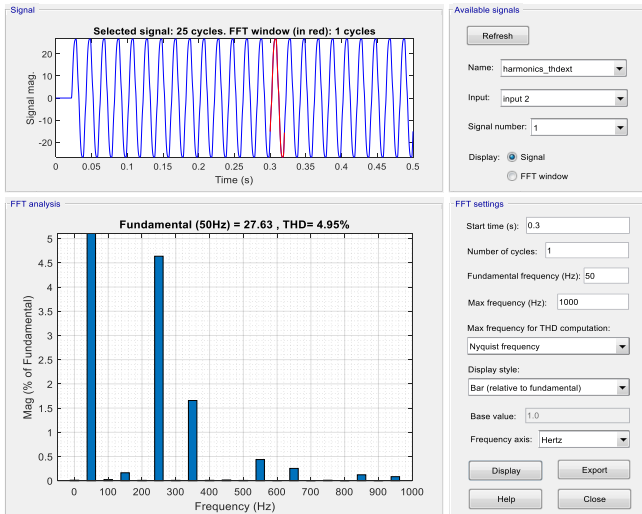 Signal
Selected signal: 25 cycles. FFT window (in red): 1 cycles
20
10
0
-10
-20
Signal mag.
0 0.05 0.1 0.15 0.2 0.25 0.3 0.35 0.4 0.45 0.5
Time (s)
Available signals
Refresh
Name: harmonics_thdext
Input: input 2
Signal number: 1
Display: Signal
FFT window
FFT analysis
Fundamental (50Hz) = 27.63 , THD= 4.95%
5
4.5
4
3.5
3
2.5
2
1.5
1
0.5
0
Mag (% of Fundamental)
0 100 200 300 400 500 600 700 800 900 1000
Frequency (Hz)
FFT settings
Start time (s): 0.3
Number of cycles: 1
Fundamental frequency (Hz): 50
Max frequency (Hz): 1000
Max frequency for THD computation:
Nyquist frequency
Display style:
Bar (relative to fundamental)
Base value: 1.0
Frequency axis: Hertz
Display Export
Help Close